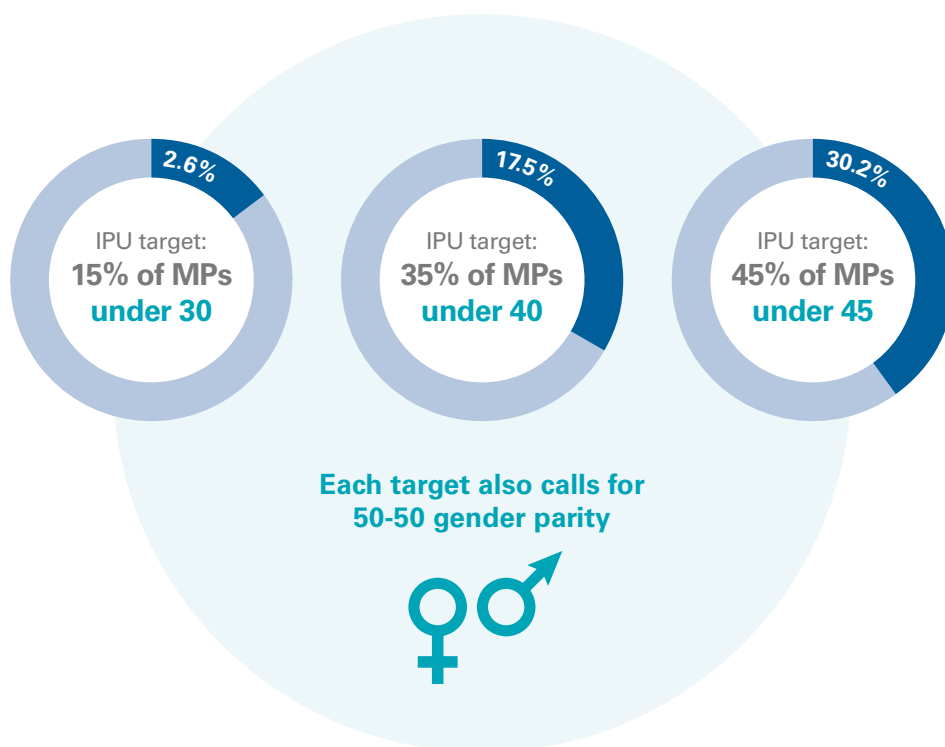 2.6%
IPU target:
15% of MPs
under 30
17.5%
IPU target:
35% of MPs
under 40
30.2%
IPU target:
45% of MPs
under 45
Each target also calls for
50-50 gender parity